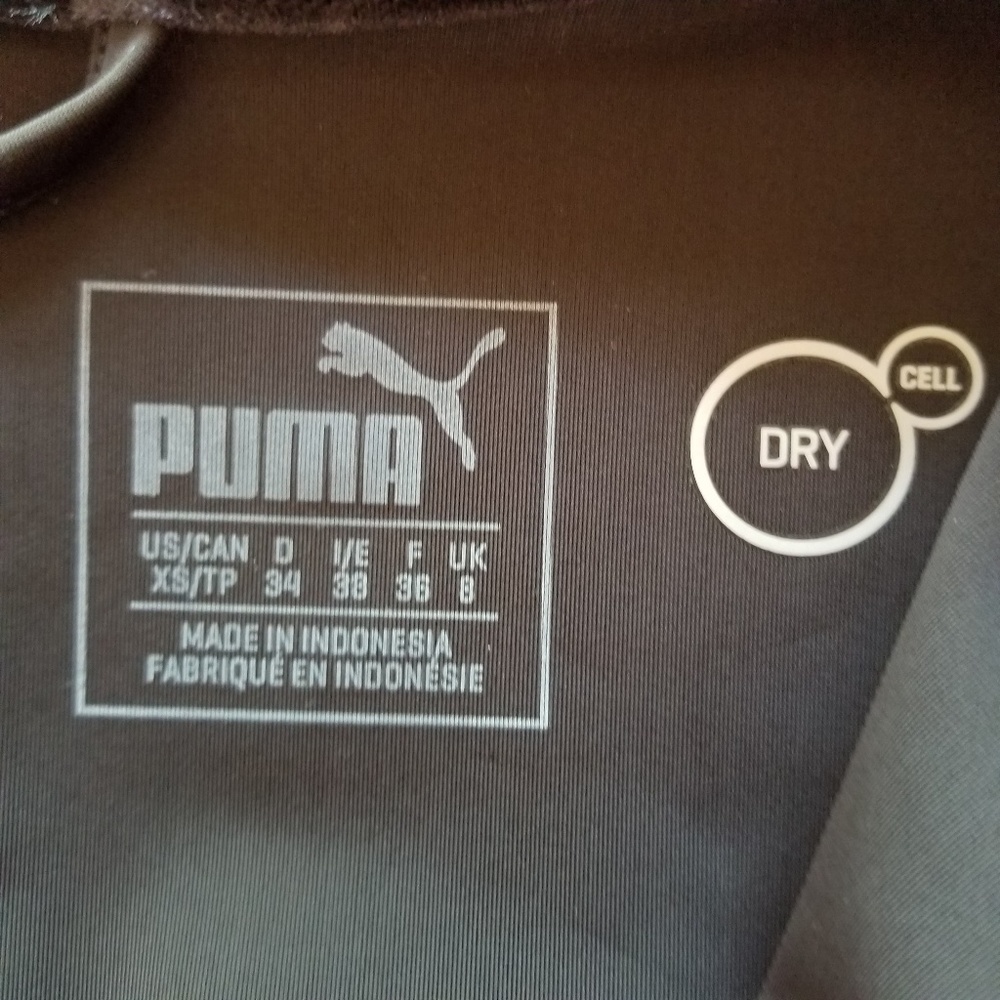 PUMA
US/CAN D I/E F UK
XS/TP 34 38 36 8
MADE IN INDONESIA
FABRIQUÉ EN INDONÉSIE
DRY
CELL